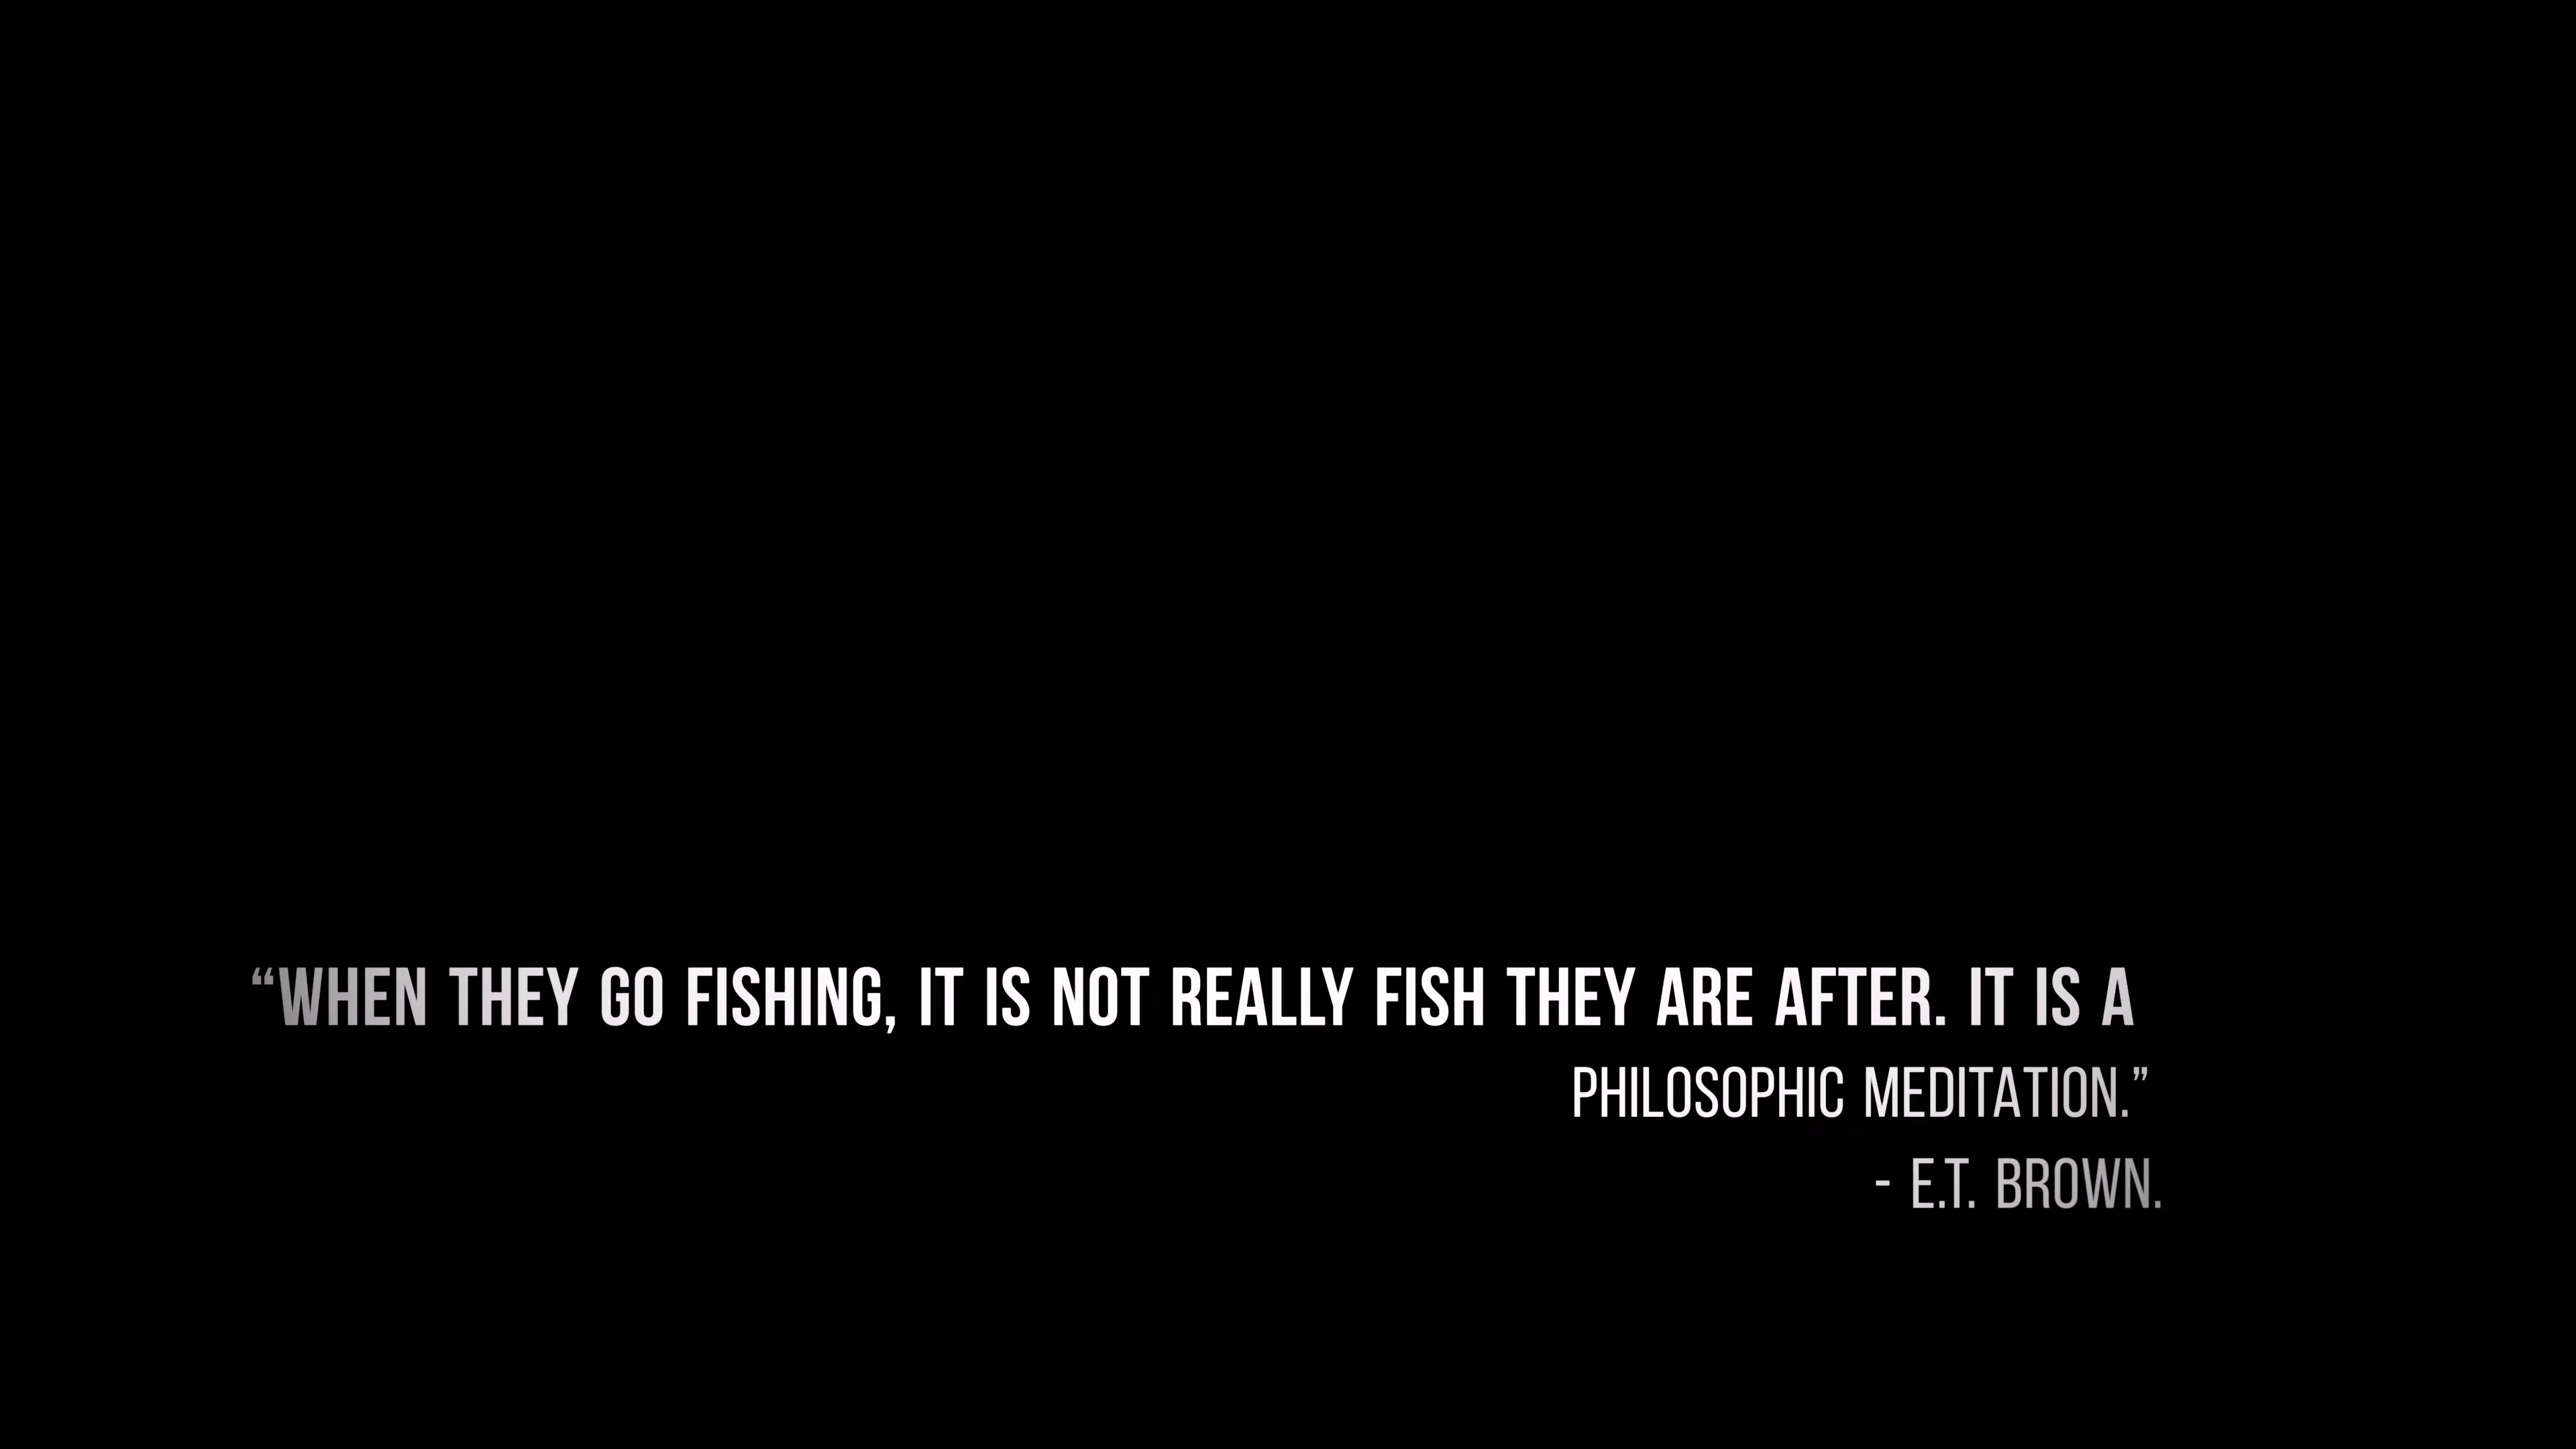 “WHEN THEY GO FISHING, IT IS NOT REALLY FISH THEY ARE AFTER. IT IS A
PHILOSOPHIC MEDITATION.”
- E.T. BROWN.